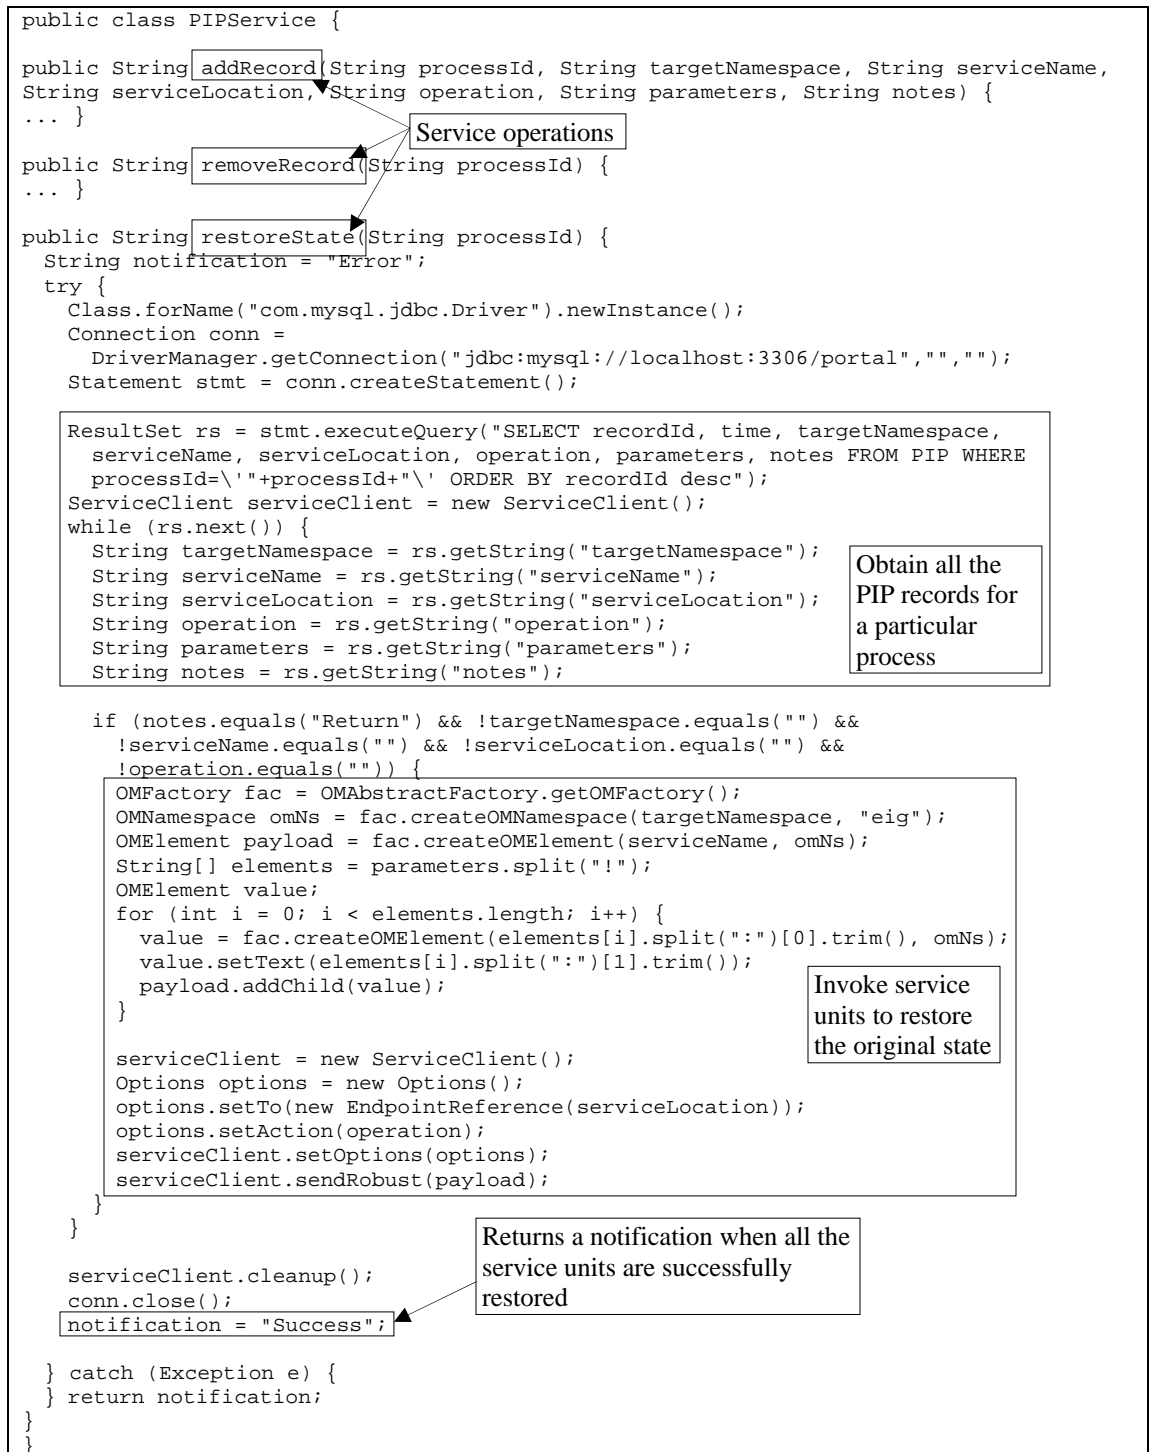 public class PIPService {
public String addRecord(String processId, String targetNamespace, String serviceName,
String serviceLocation, String operation, String parameters, String notes) {
... }
Service operations
public String removeRecord(String processId) {
... }
public String restoreState(String processId) {
String notification = "Error";
try {
Class.forName("com.mysql.jdbc.Driver").newInstance();
Connection conn =
DriverManager.getConnection("jdbc:mysql://localhost:3306/portal","","");
Statement stmt = conn.createStatement();
ResultSet rs = stmt.executeQuery("SELECT recordId, time, targetNamespace,
serviceName, serviceLocation, operation, parameters, notes FROM PIP WHERE
processId=\'"+processId+"\' ORDER BY recordId desc");
ServiceClient serviceClient = new ServiceClient();
while (rs.next()) {
String targetNamespace = rs.getString("targetNamespace");
String serviceName = rs.getString("serviceName");
String serviceLocation = rs.getString("serviceLocation");
String operation = rs.getString("operation");
String parameters = rs.getString("parameters");
String notes = rs.getString("notes");
Obtain all the
PIP records for
a particular
process
if (notes.equals("Return") && !targetNamespace.equals("") &&
!serviceName.equals("") && !serviceLocation.equals("") &&
!operation.equals("")) {
OMFactory fac = OMAbstractFactory.getOMFactory();
OMNamespace omNs = fac.createOMNamespace(targetNamespace, "eig");
OMElement payload = fac.createOMElement(serviceName, omNs);
String[] elements = parameters.split("!");
OMElement value;
for (int i = 0; i < elements.length; i++) {
value = fac.createOMElement(elements[i].split(":")[0].trim(), omNs);
value.setText(elements[i].split(":")[1].trim());
payload.addChild(value);
}
Invoke service
units to restore
the original state
serviceClient = new ServiceClient();
Options options = new Options();
options.setTo(new EndpointReference(serviceLocation));
options.setAction(operation);
serviceClient.setOptions(options);
serviceClient.sendRobust(payload);
}
}
Returns a notification when all the
service units are successfully
restored
serviceClient.cleanup();
conn.close();
notification = "Success";
} catch (Exception e) {
} return notification;
}
}